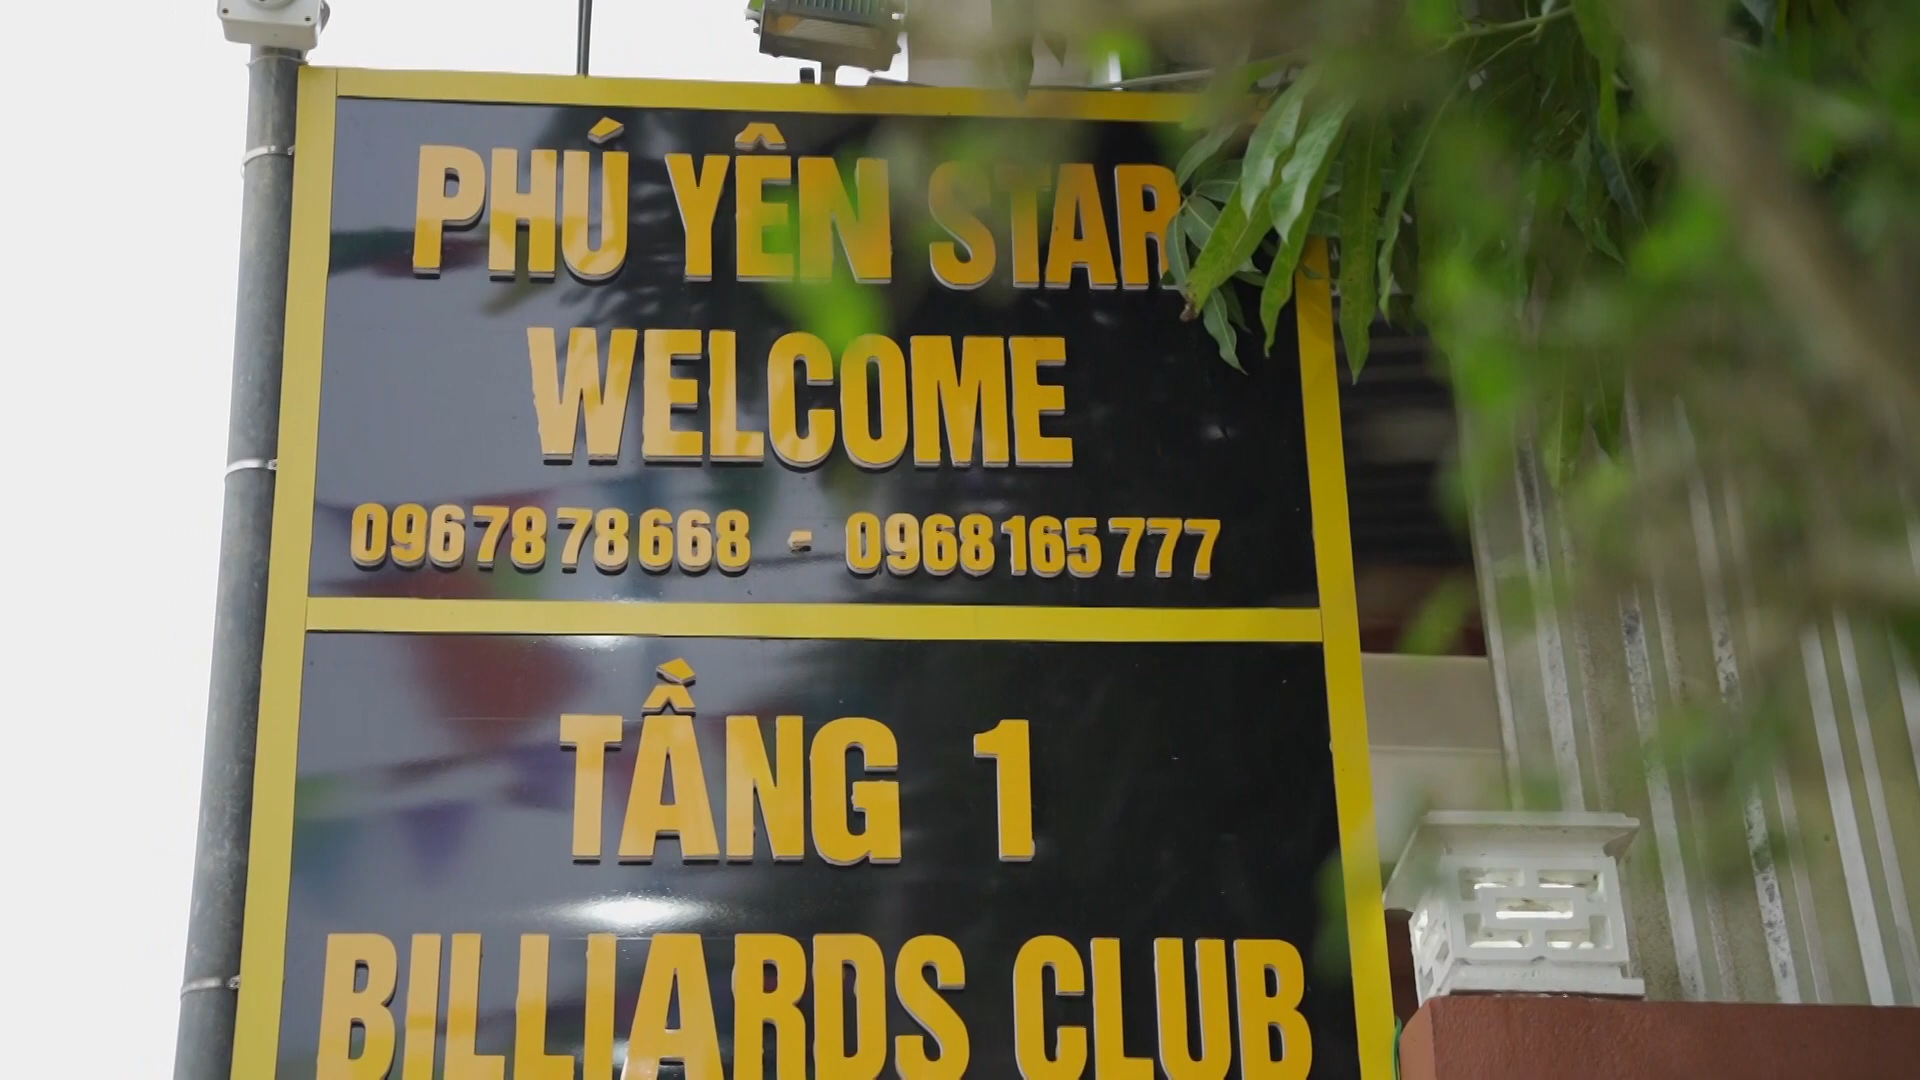 PHÚ YÊN STAR
WELCOME
0967878668 - 0968165777
TẦNG 1
BILLIARDS CLUB